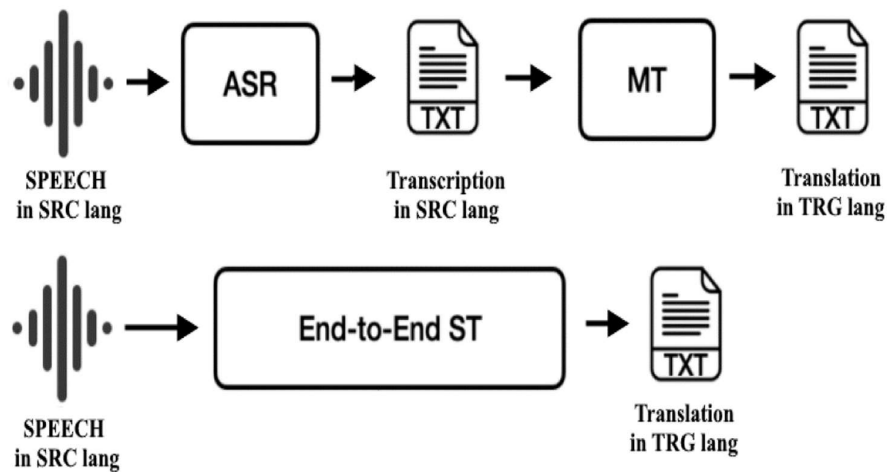 ASR
TXT
MT
TXT
SPEECH
in SRC lang
Transcription
in SRC lang
Translation
in TRG lang
End-to-End ST
TXT
SPEECH
in SRC lang
Translation
in TRG lang